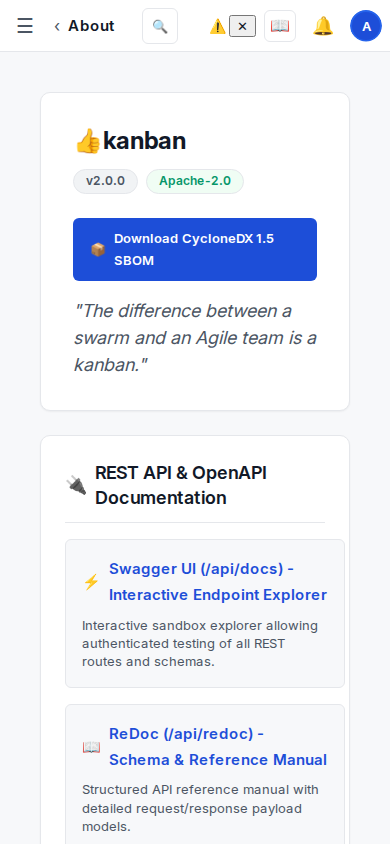 ☰ ‹ About 🔍 ⚠️ ✕ 📖 🔔 A
👍kanban
v2.0.0 Apache-2.0
📦 Download CycloneDX 1.5
SBOM
"The difference between a
swarm and an Agile team is a
kanban."
🔌 REST API & OpenAPI
Documentation
⚡ Swagger UI (/api/docs) -
Interactive Endpoint Explorer
Interactive sandbox explorer allowing
authenticated testing of all REST
routes and schemas.
📖 ReDoc (/api/redoc) -
Schema & Reference Manual
Structured API reference manual with
detailed request/response payload
models.